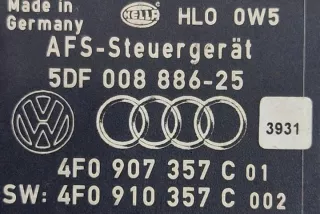 Made in HELLA HLO 0W5
Germany
AFS-Steuergerät
5DF 008 886-25
3931
4F0 907 357 C 01
SW: 4F0 910 357 C 002